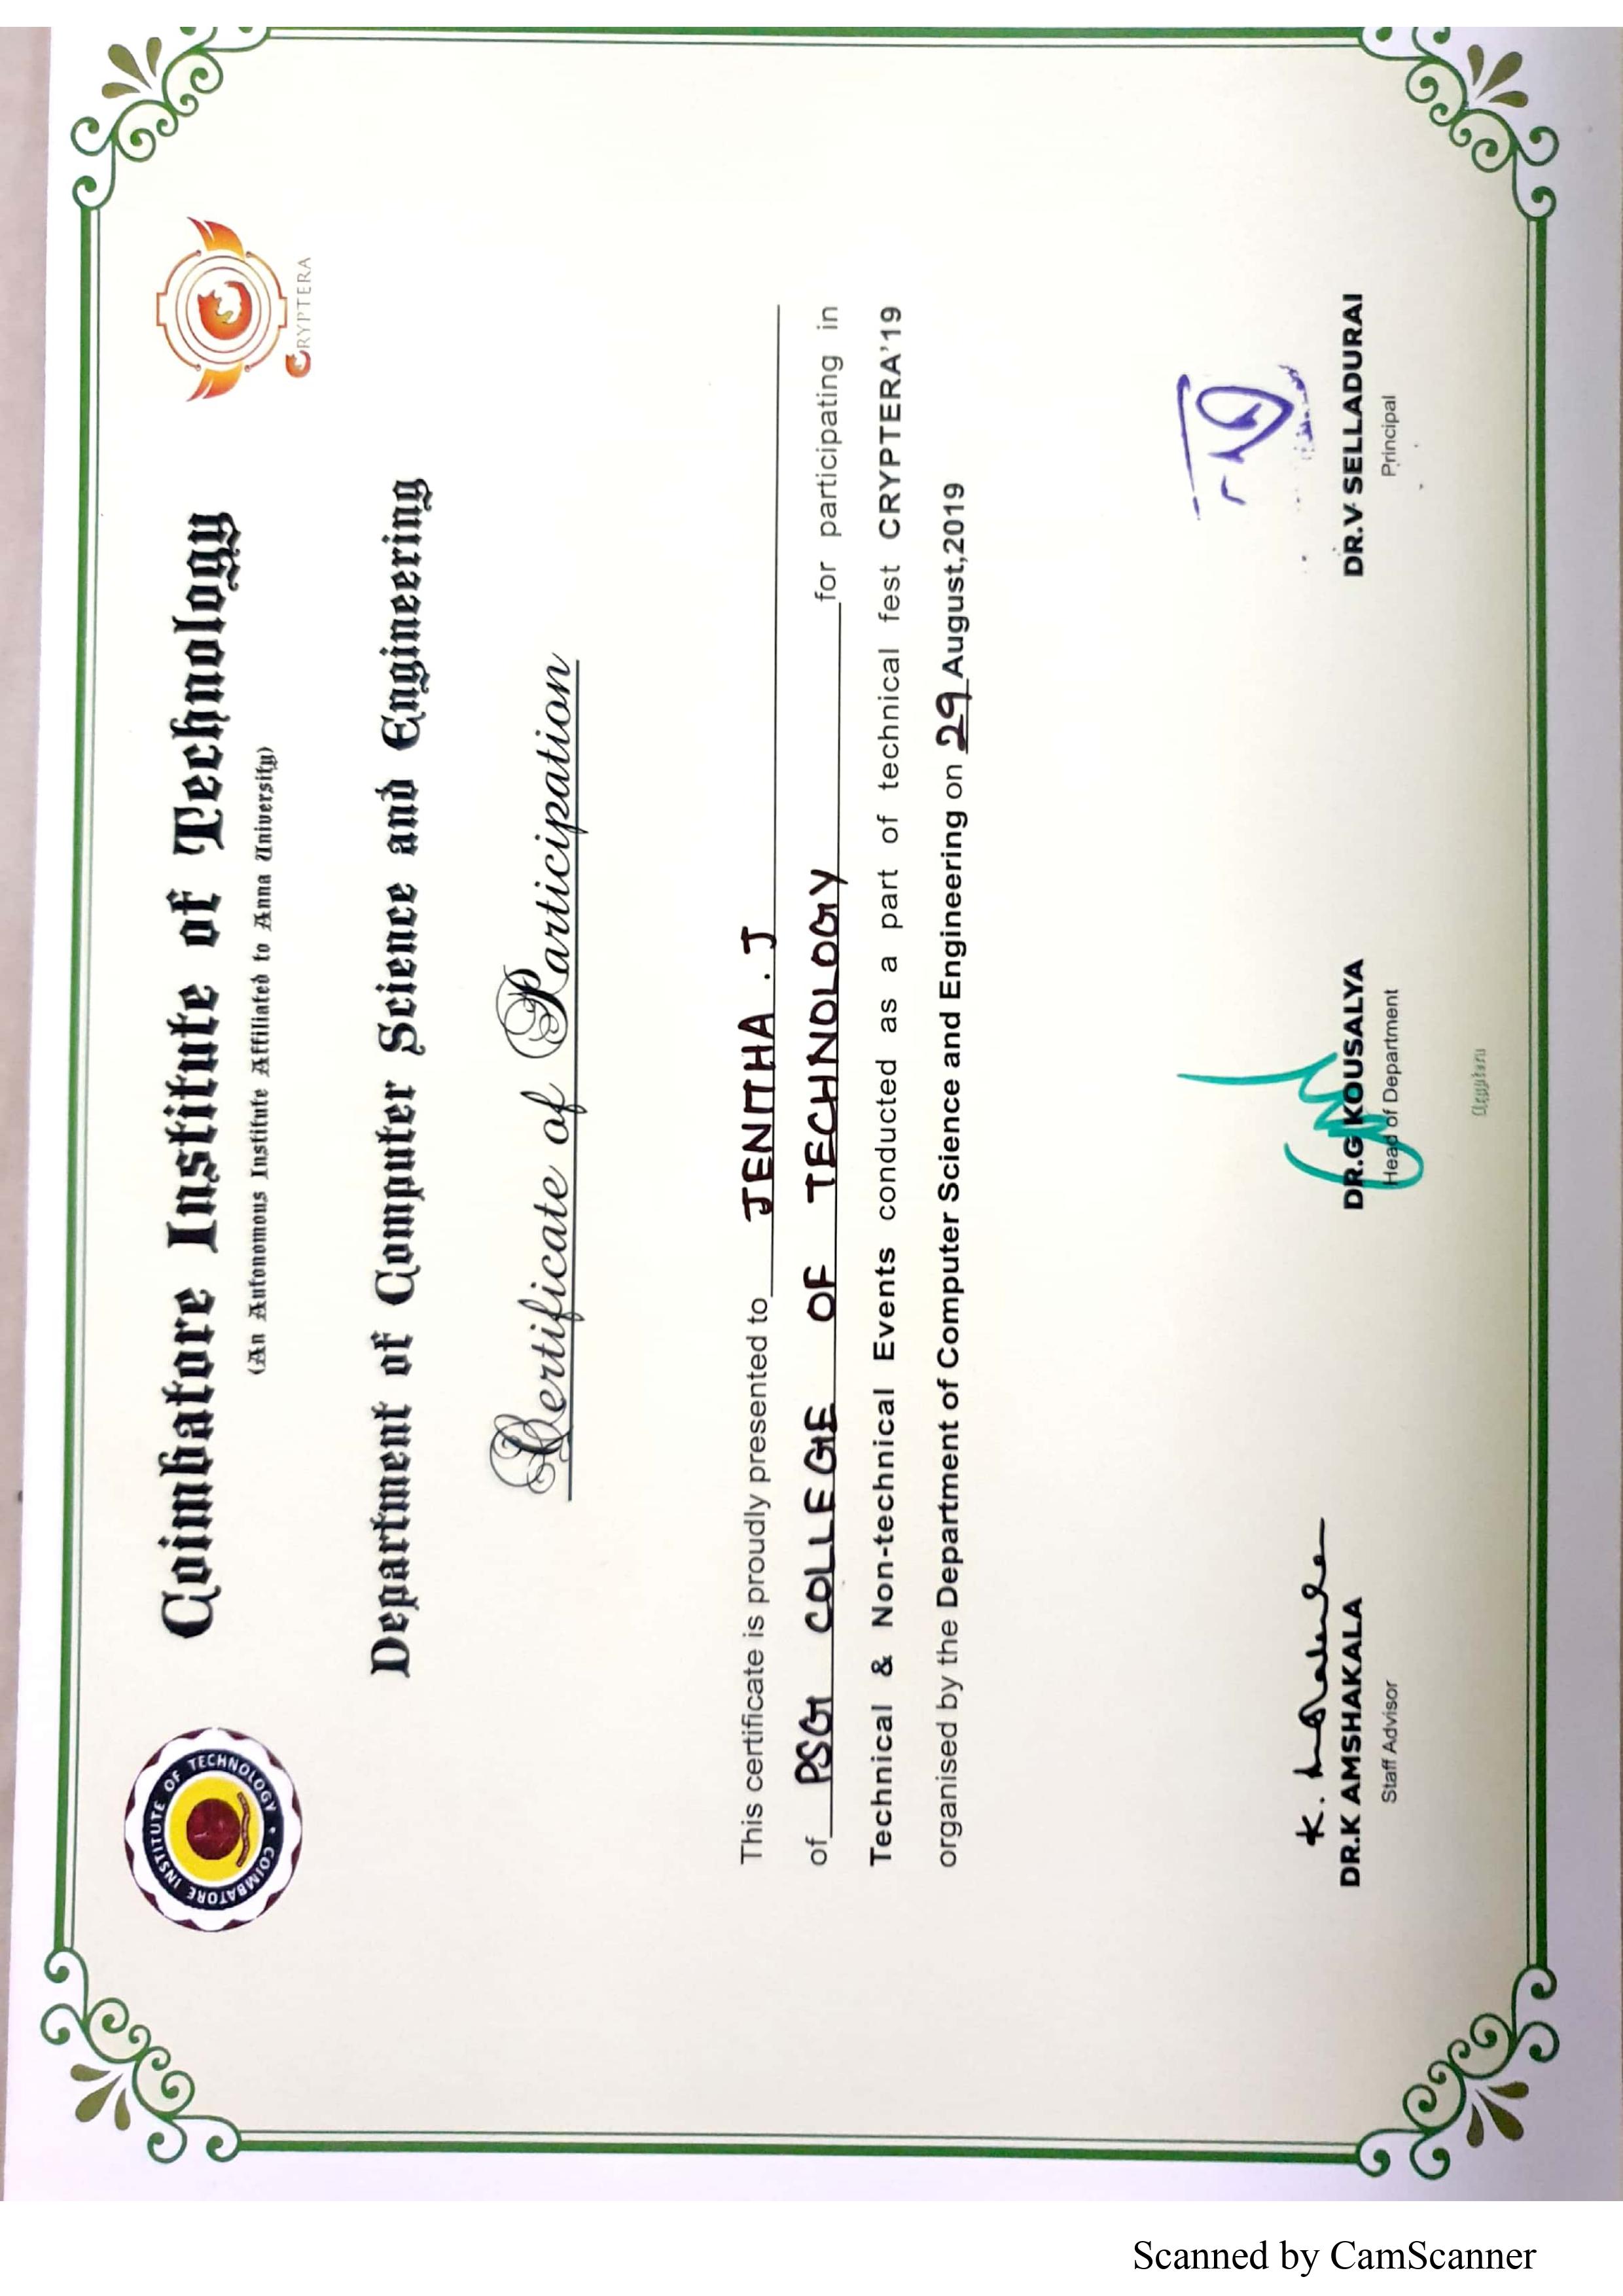 COIMBATORE INSTITUTE OF TECHNOLOGY
Coimbatore Institute of Technology
(An Autonomous Institute Affiliated to Anna University)
CRYPTERA
Department of Computer Science and Engineering
Certificate of Participation
This certificate is proudly presented to JENITHA . J
of PSG COLLEGE OF TECHNOLOGY for participating in
Technical & Non-technical Events conducted as a part of technical fest CRYPTERA'19
organised by the Department of Computer Science and Engineering on 29 August,2019
DR.K AMSHAKALA DR.G KOUSALYA DR.V SELLADURAI
Staff Advisor Head of Department Principal
Cryptera
Scanned by CamScanner